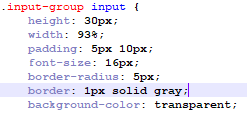 .input-group input {
height: 30px;
width: 93%;
padding: 5px 10px;
font-size: 16px;
border-radius: 5px;
border: 1px solid gray;
background-color: transparent;